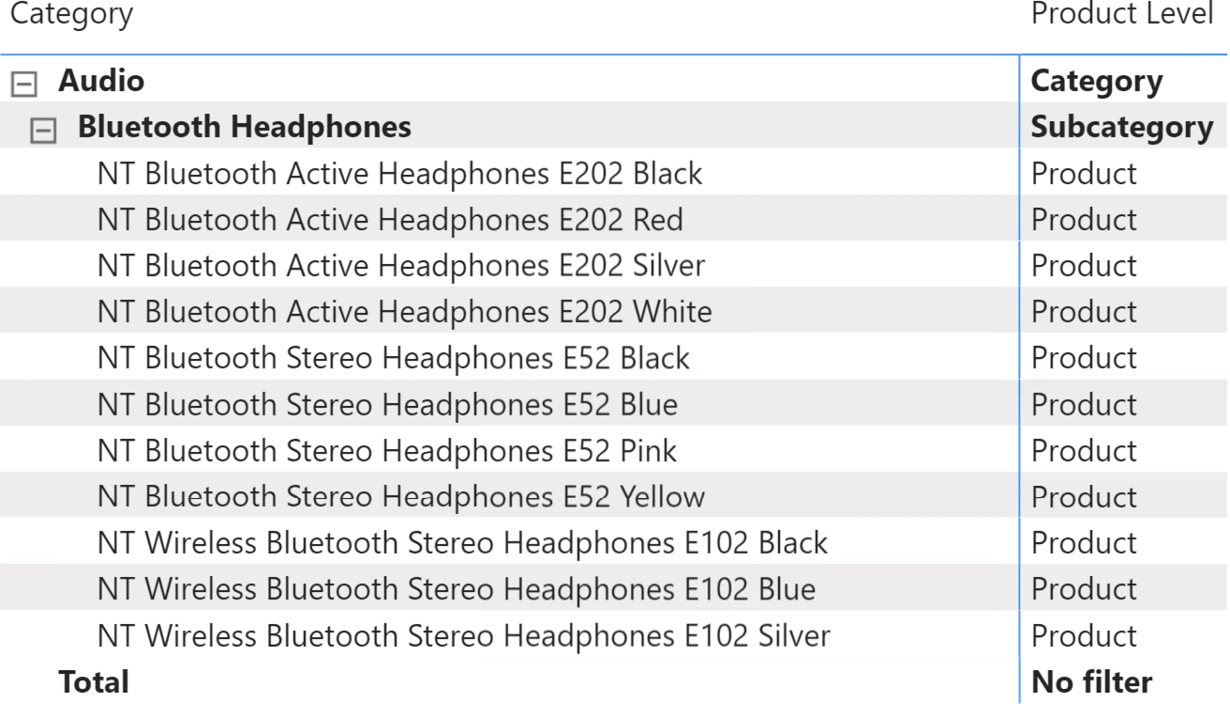 Category Product Level
Audio Category
Bluetooth Headphones Subcategory
NT Bluetooth Active Headphones E202 Black Product
NT Bluetooth Active Headphones E202 Red Product
NT Bluetooth Active Headphones E202 Silver Product
NT Bluetooth Active Headphones E202 White Product
NT Bluetooth Stereo Headphones E52 Black Product
NT Bluetooth Stereo Headphones E52 Blue Product
NT Bluetooth Stereo Headphones E52 Pink Product
NT Bluetooth Stereo Headphones E52 Yellow Product
NT Wireless Bluetooth Stereo Headphones E102 Black Product
NT Wireless Bluetooth Stereo Headphones E102 Blue Product
NT Wireless Bluetooth Stereo Headphones E102 Silver Product
Total No filter